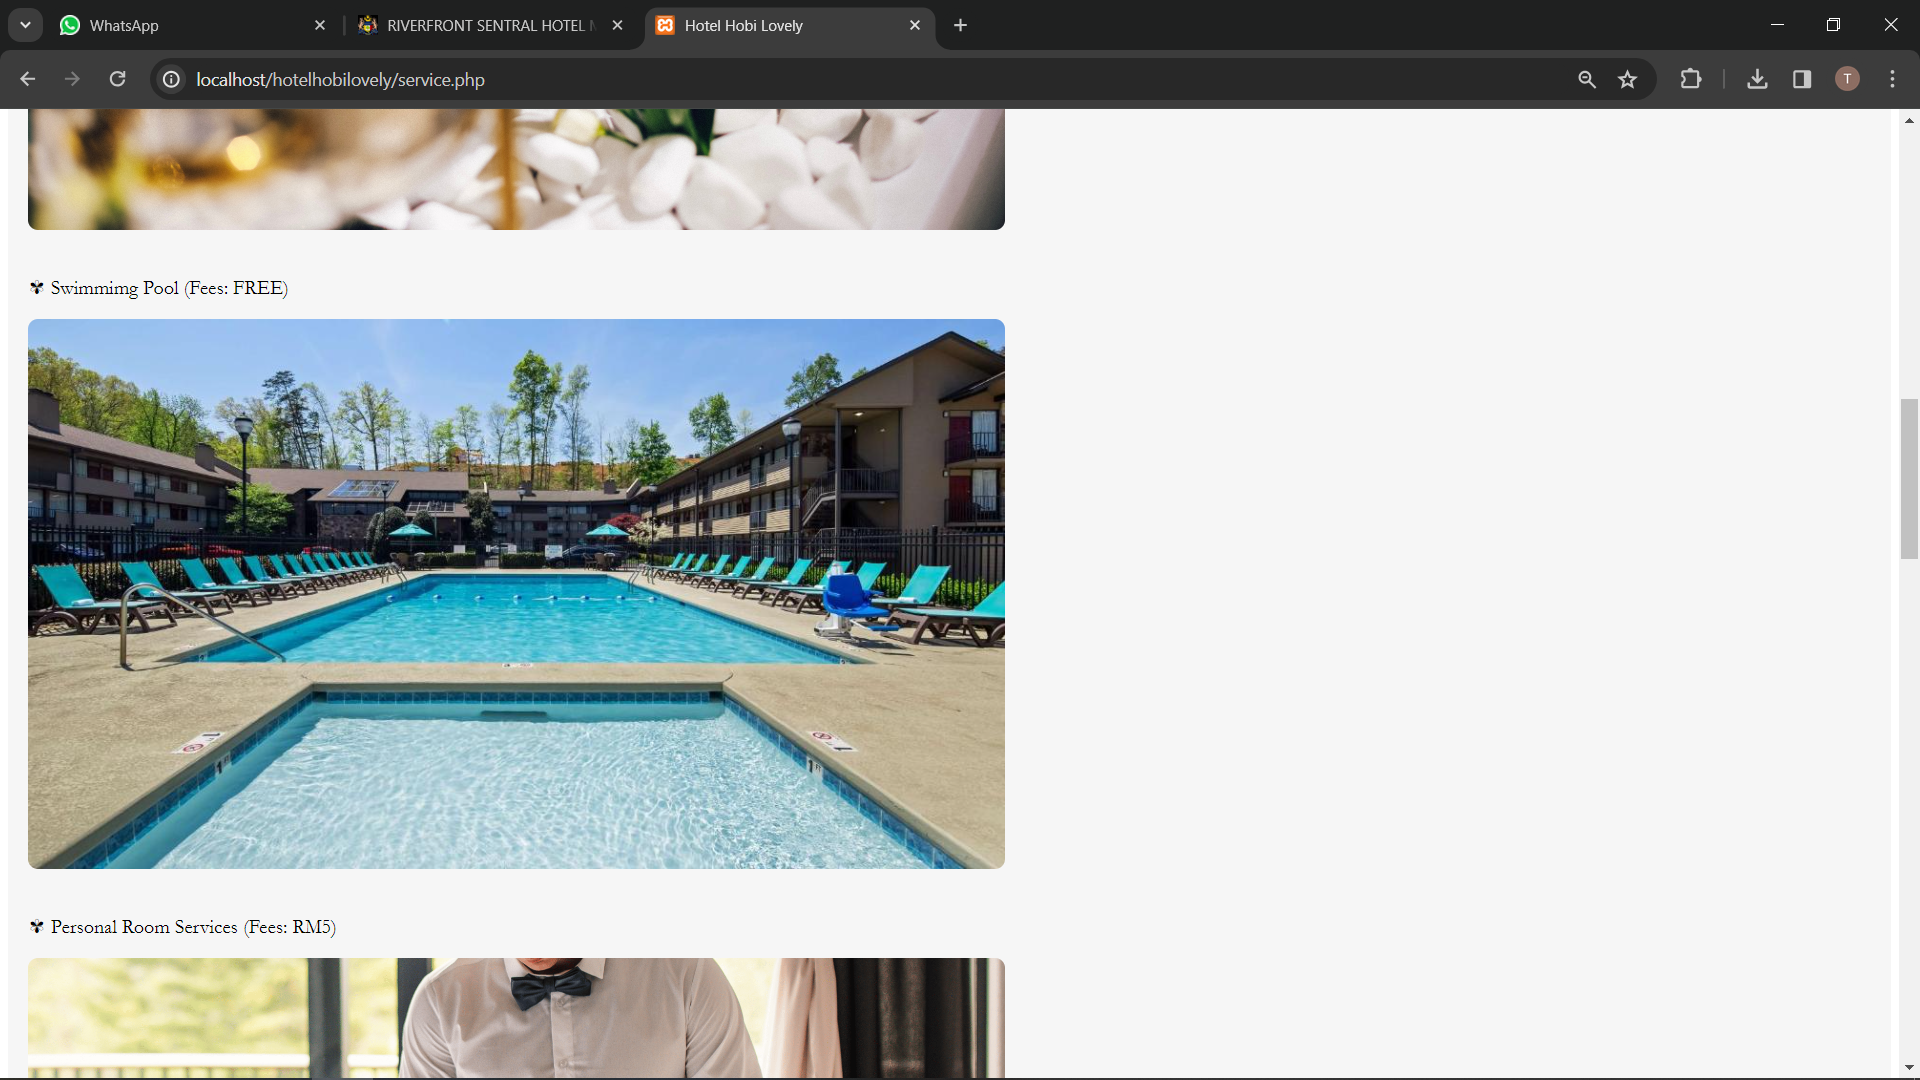 WhatsApp
RIVERFRONT SENTRAL HOTEL
Hotel Hobi Lovely
localhost/hotelhobilovely/service.php
T
Swimmimg Pool (Fees: FREE)
Personal Room Services (Fees: RM5)